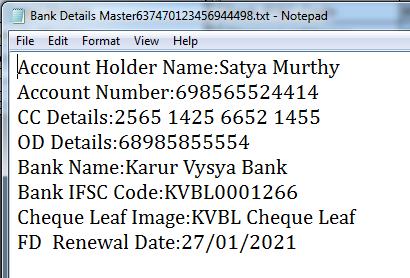 Bank Details Master637470123456944498.txt - Notepad
File Edit Format View Help
Account Holder Name:Satya Murthy
Account Number:698565524414
CC Details:2565 1425 6652 1455
OD Details:68985855554
Bank Name:Karur Vysya Bank
Bank IFSC Code:KVBL0001266
Cheque Leaf Image:KVBL Cheque Leaf
FD  Renewal Date:27/01/2021